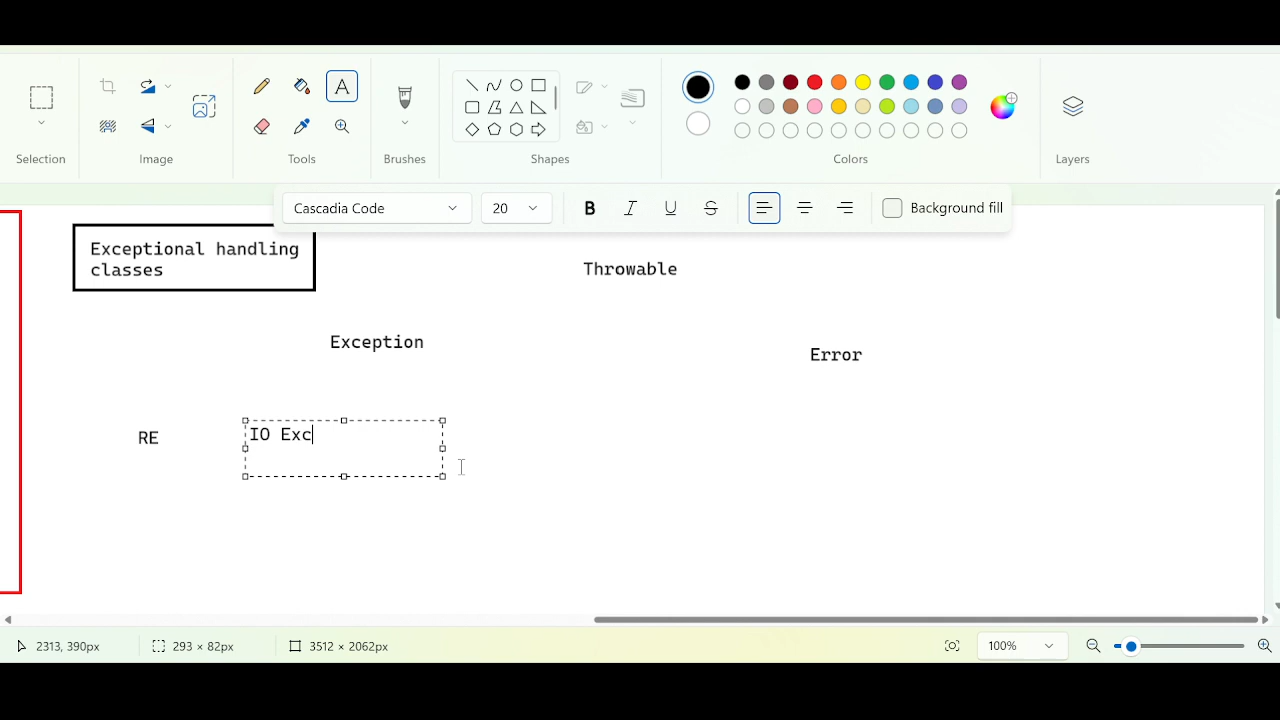 Selection
Image
Tools
Brushes
Shapes
Colors
Layers
Cascadia Code
20
B I U S
Background fill
Exceptional handling
classes
Throwable
Exception
Error
RE
IO Exc
2313, 390px
293 × 82px
3512 × 2062px
100%